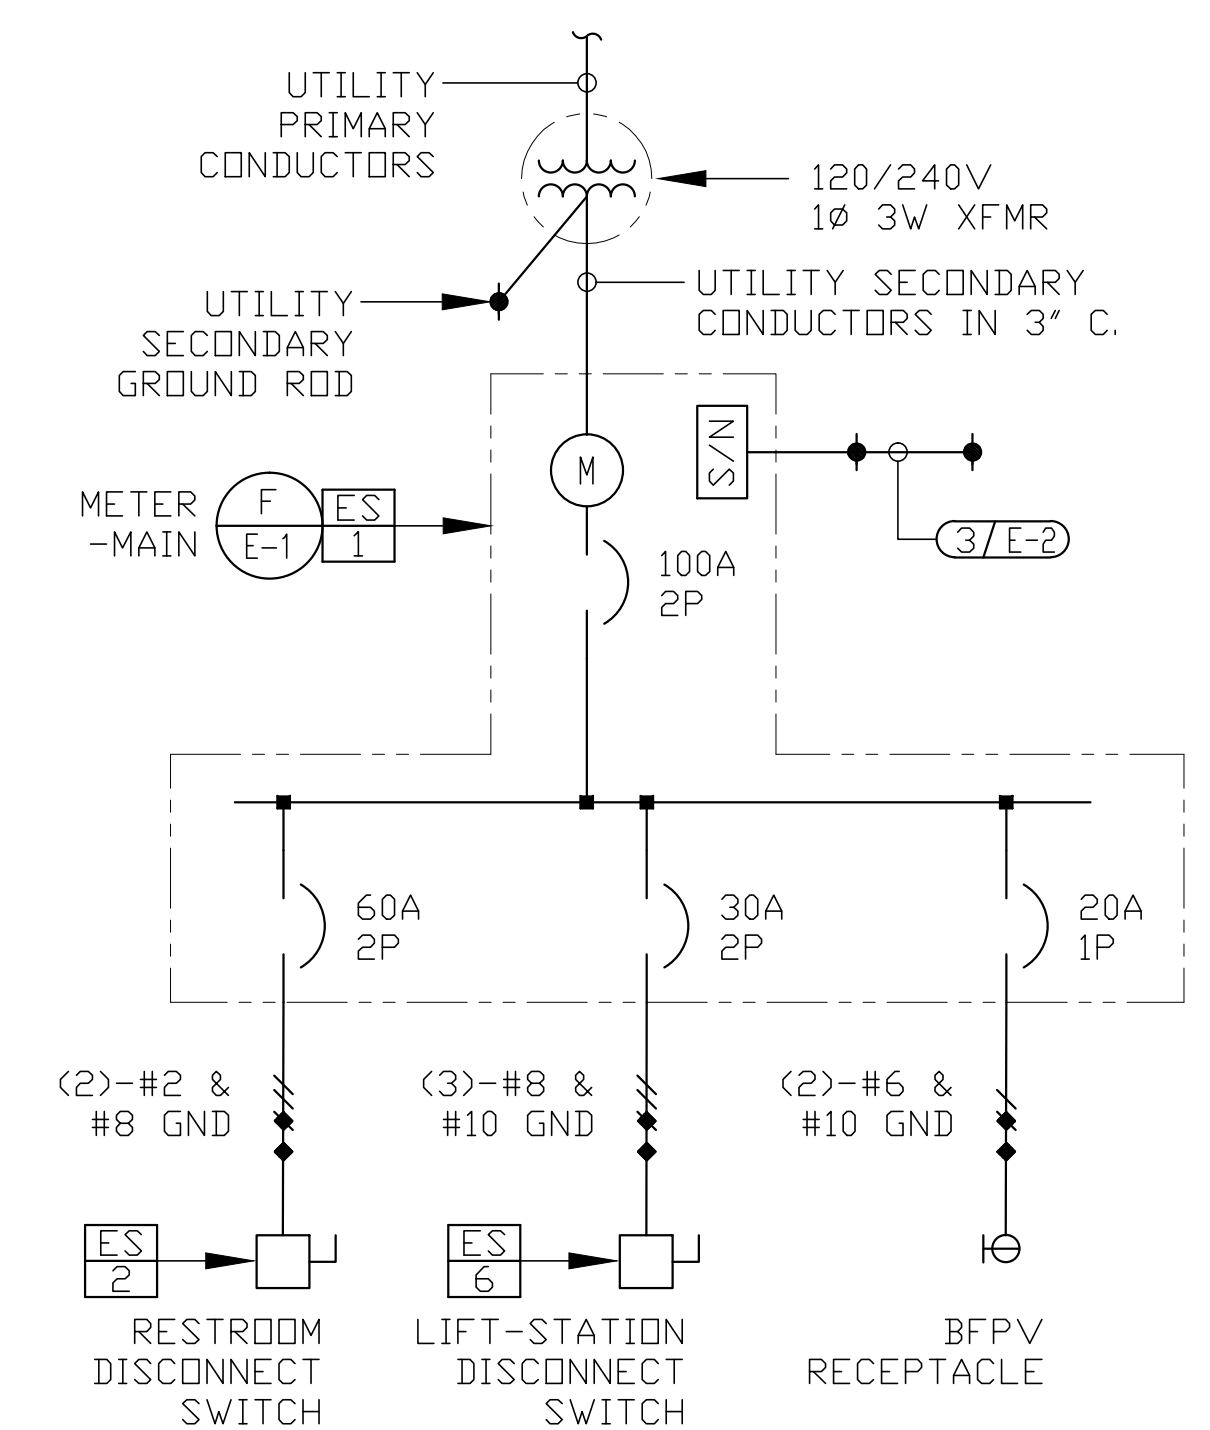 UTILITY
PRIMARY
CONDUCTORS
120/240V
1Ø 3W XFMR
UTILITY SECONDARY
CONDUCTORS IN 3" C.
UTILITY
SECONDARY
GROUND ROD
S/N
M
METER
-MAIN
F
E-1
ES
1
3/E-2
100A
2P
60A
2P
30A
2P
20A
1P
(2)-#2 &
#8 GND
(3)-#8 &
#10 GND
(2)-#6 &
#10 GND
ES
2
ES
6
RESTROOM
DISCONNECT
SWITCH
LIFT-STATION
DISCONNECT
SWITCH
BFPV
RECEPTACLE